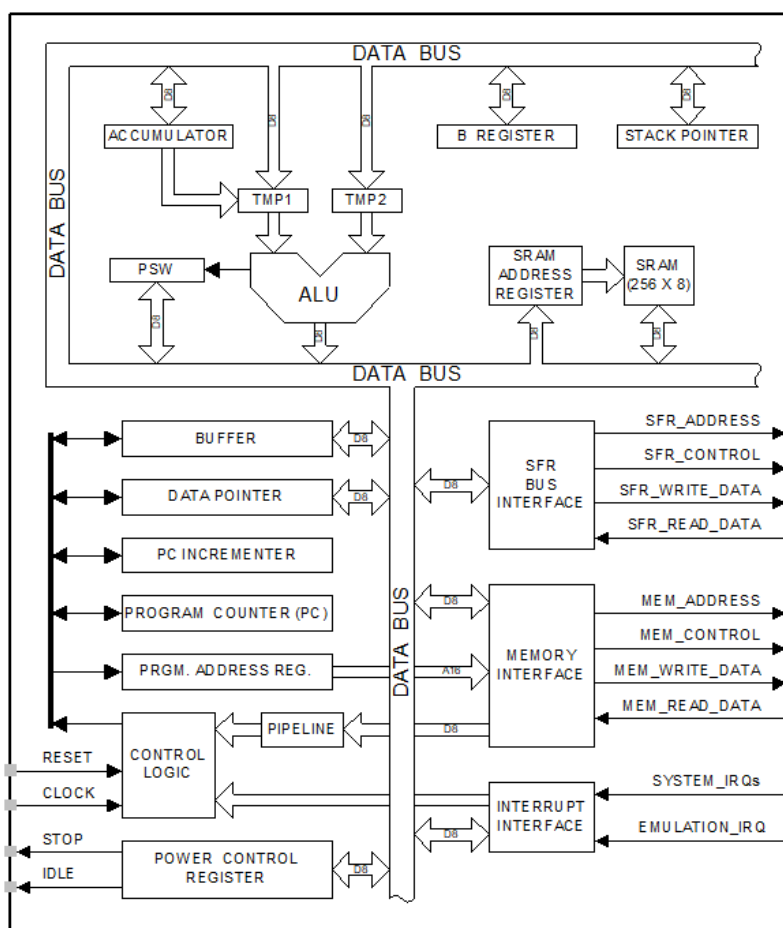 DATA BUS
D8
D8
D8
D8
D8
ACCUMULATOR
B REGISTER
STACK POINTER
DATA BUS
TMP1
TMP2
PSW
ALU
SRAM
ADDRESS
REGISTER
SRAM
(256 X 8)
D8
D8
D8
D8
DATA BUS
BUFFER
D8
SFR_ADDRESS
SFR
BUS
INTERFACE
SFR_CONTROL
D8
DATA POINTER
D8
SFR_WRITE_DATA
SFR_READ_DATA
PC INCREMENTER
DATA BUS
D8
PROGRAM COUNTER (PC)
MEM_ADDRESS
MEMORY
INTERFACE
MEM_CONTROL
PRGM. ADDRESS REG.
A16
MEM_WRITE_DATA
MEM_READ_DATA
PIPELINE
D8
CONTROL
LOGIC
RESET
CLOCK
SYSTEM_IRQs
INTERRUPT
INTERFACE
D8
EMULATION_IRQ
STOP
POWER CONTROL
REGISTER
D8
IDLE